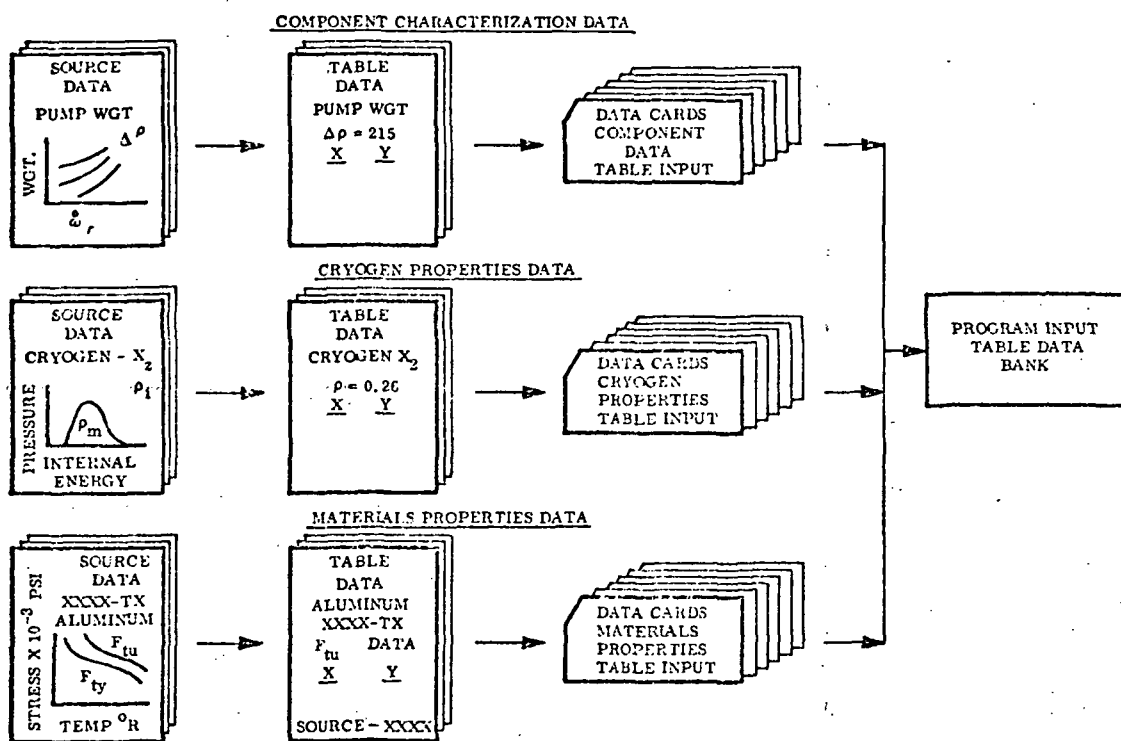 COMPONENT CHARACTERIZATION DATA
SOURCE
DATA
PUMP WGT
Δρ
WGT.
ω̊ r
TABLE
DATA
PUMP WGT
Δρ = 215
X Y
DATA CARDS
COMPONENT
DATA
TABLE INPUT
CRYOGEN PROPERTIES DATA
SOURCE
DATA
CRYOGEN - X2
ρ1
PRESSURE
ρm
INTERNAL
ENERGY
TABLE
DATA
CRYOGEN X2
ρ = 0.26
X Y
DATA CARDS
CRYOGEN
PROPERTIES
TABLE INPUT
PROGRAM INPUT
TABLE DATA
BANK
MATERIALS PROPERTIES DATA
SOURCE
DATA
XXXX-TX
ALUMINUM
STRESS X 10⁻³ PSI
Ftu
Fty
TEMP °R
TABLE
DATA
ALUMINUM
XXXX-TX
Ftu DATA
X Y
SOURCE - XXXX
DATA CARDS
MATERIALS
PROPERTIES
TABLE INPUT